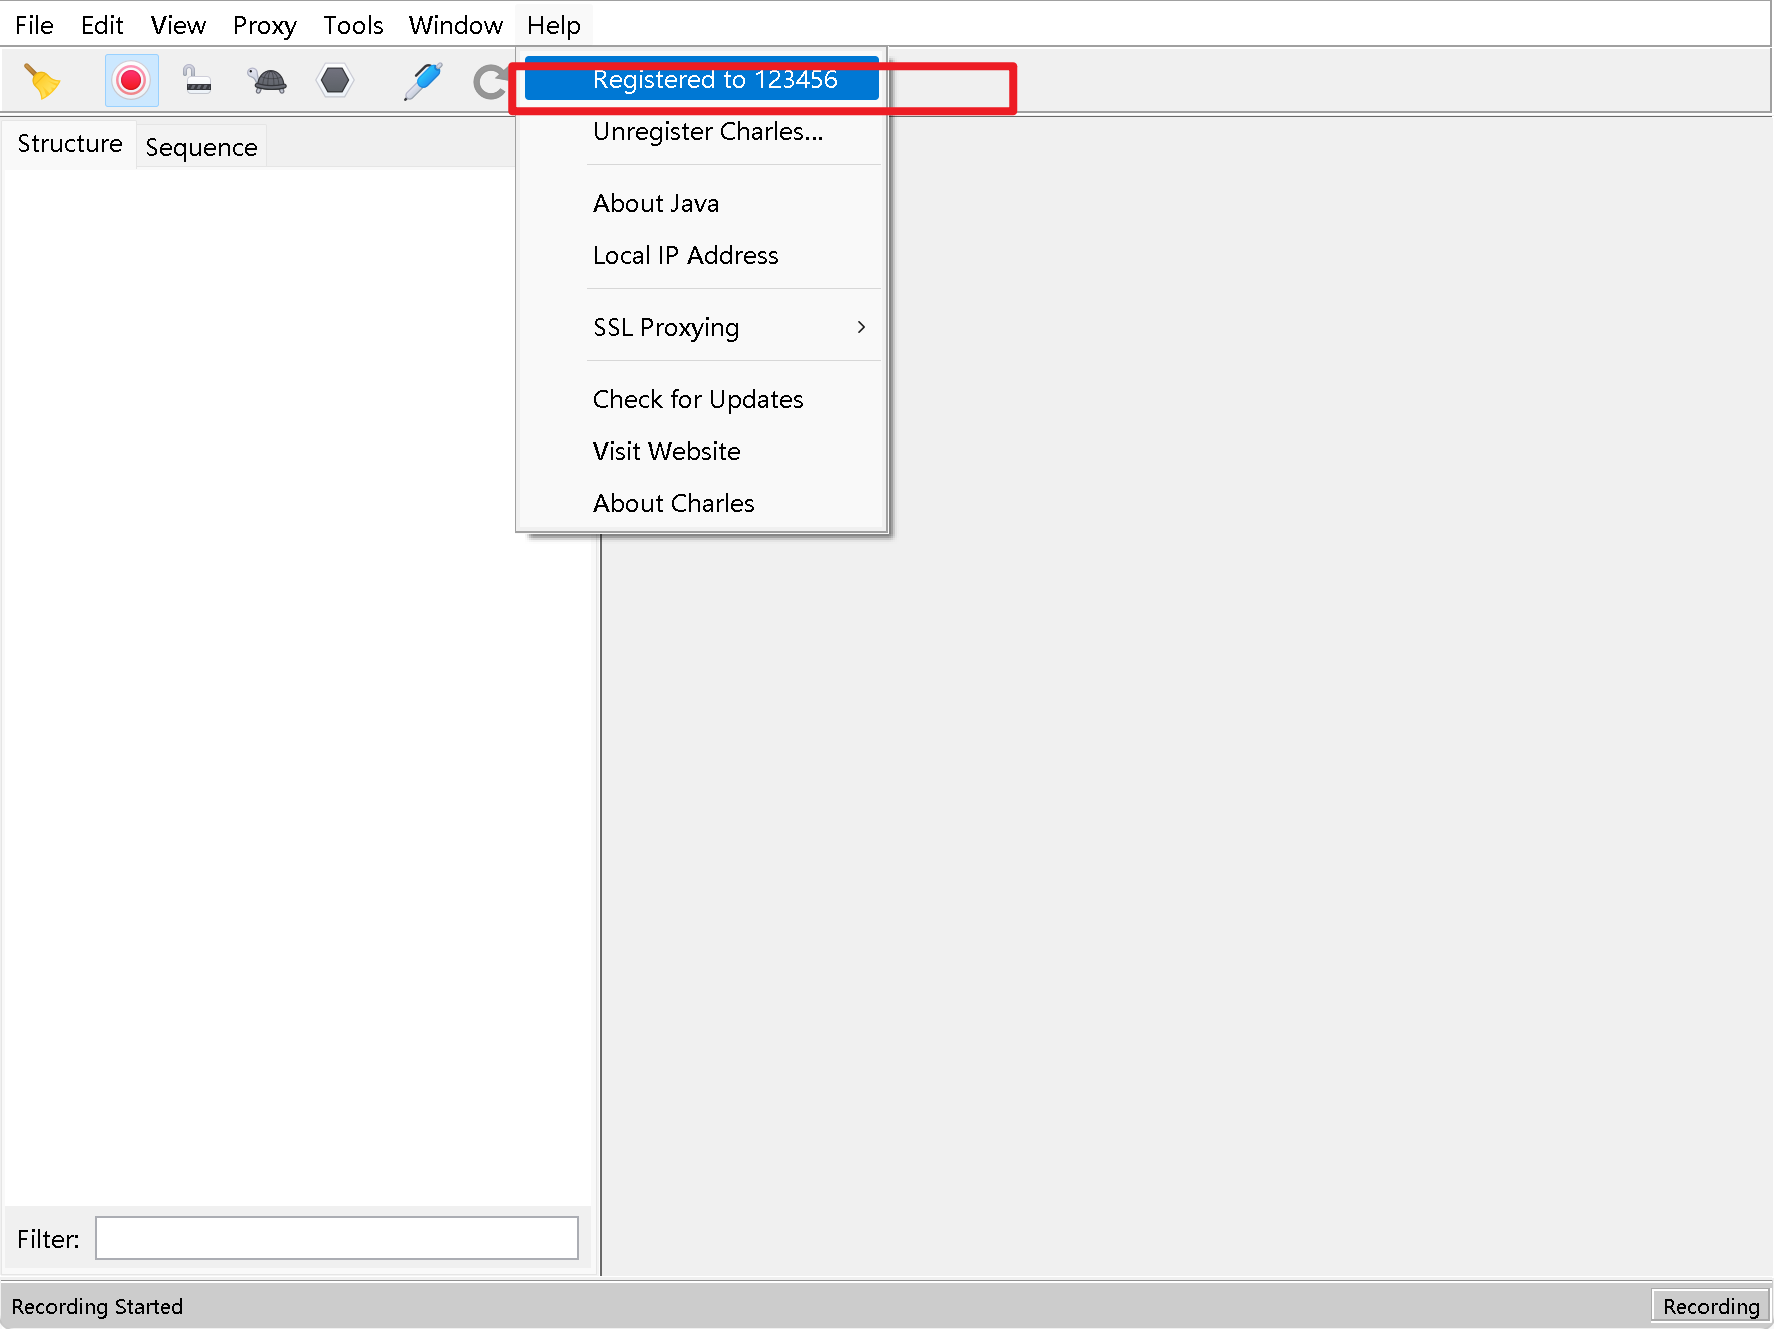 File Edit View Proxy Tools Window Help
Registered to 123456
Unregister Charles...
About Java
Local IP Address
SSL Proxying
Check for Updates
Visit Website
About Charles
Structure Sequence
Filter:
Recording Started
Recording